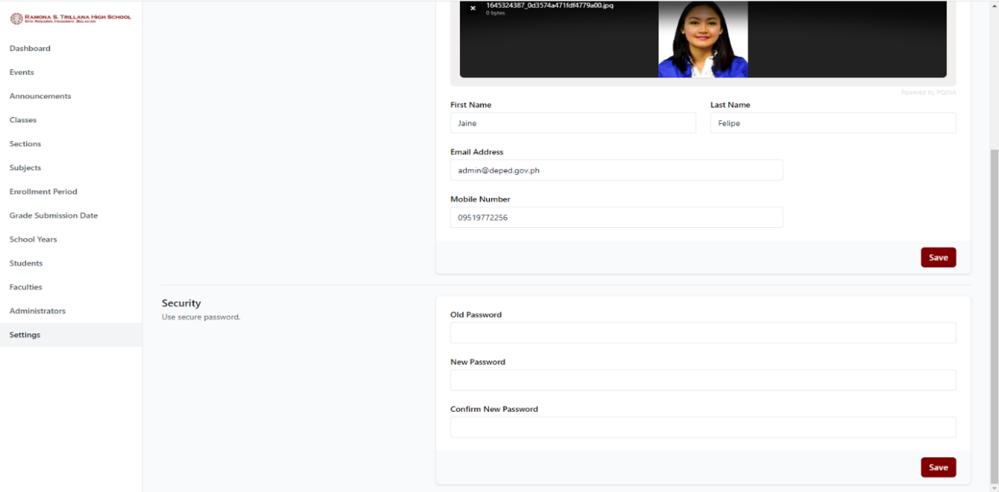 RAMONA S. TRILLANA HIGH SCHOOL
STO. ROSARIO, HAGONOY, BULACAN
Dashboard
Events
Announcements
Classes
Sections
Subjects
Enrollment Period
Grade Submission Date
School Years
Students
Faculties
Administrators
Settings
1645324387_0d3574a471fdf4779a00.jpg
0 bytes
Powered by PQINA
First Name
Last Name
Jaine
Felipe
Email Address
admin@deped.gov.ph
Mobile Number
09519772256
Save
Security
Use secure password.
Old Password
New Password
Confirm New Password
Save